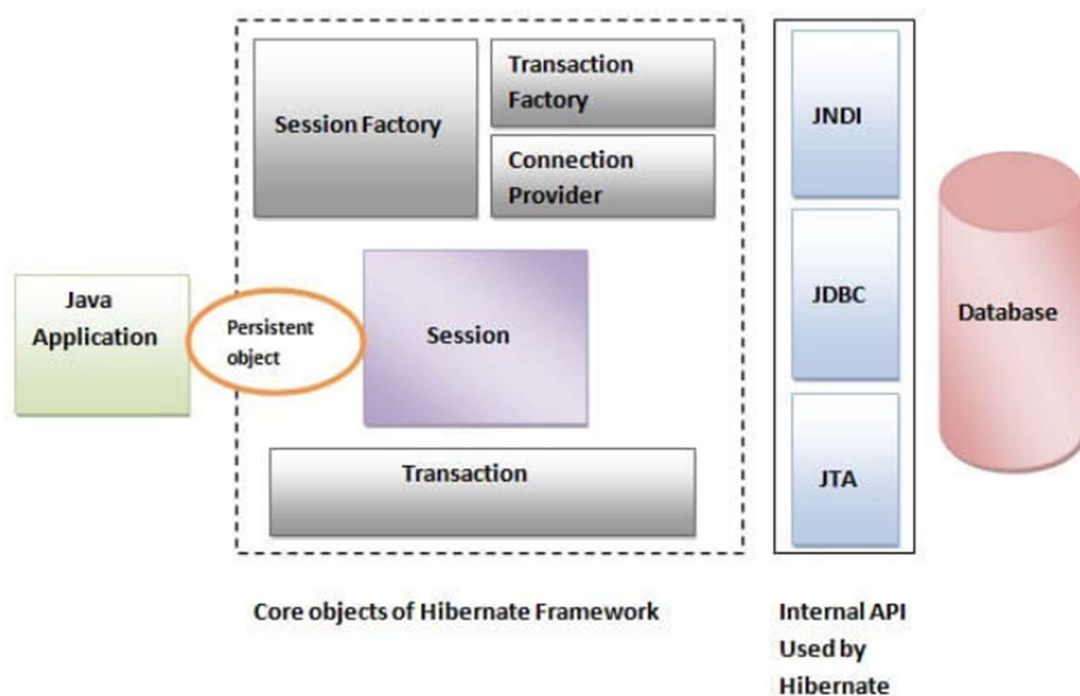 Session Factory
Transaction
Factory
Connection
Provider
JNDI
Java
Application
Persistent
object
Session
JDBC
Database
Transaction
JTA
Core objects of Hibernate Framework
Internal API
Used by
Hibernate